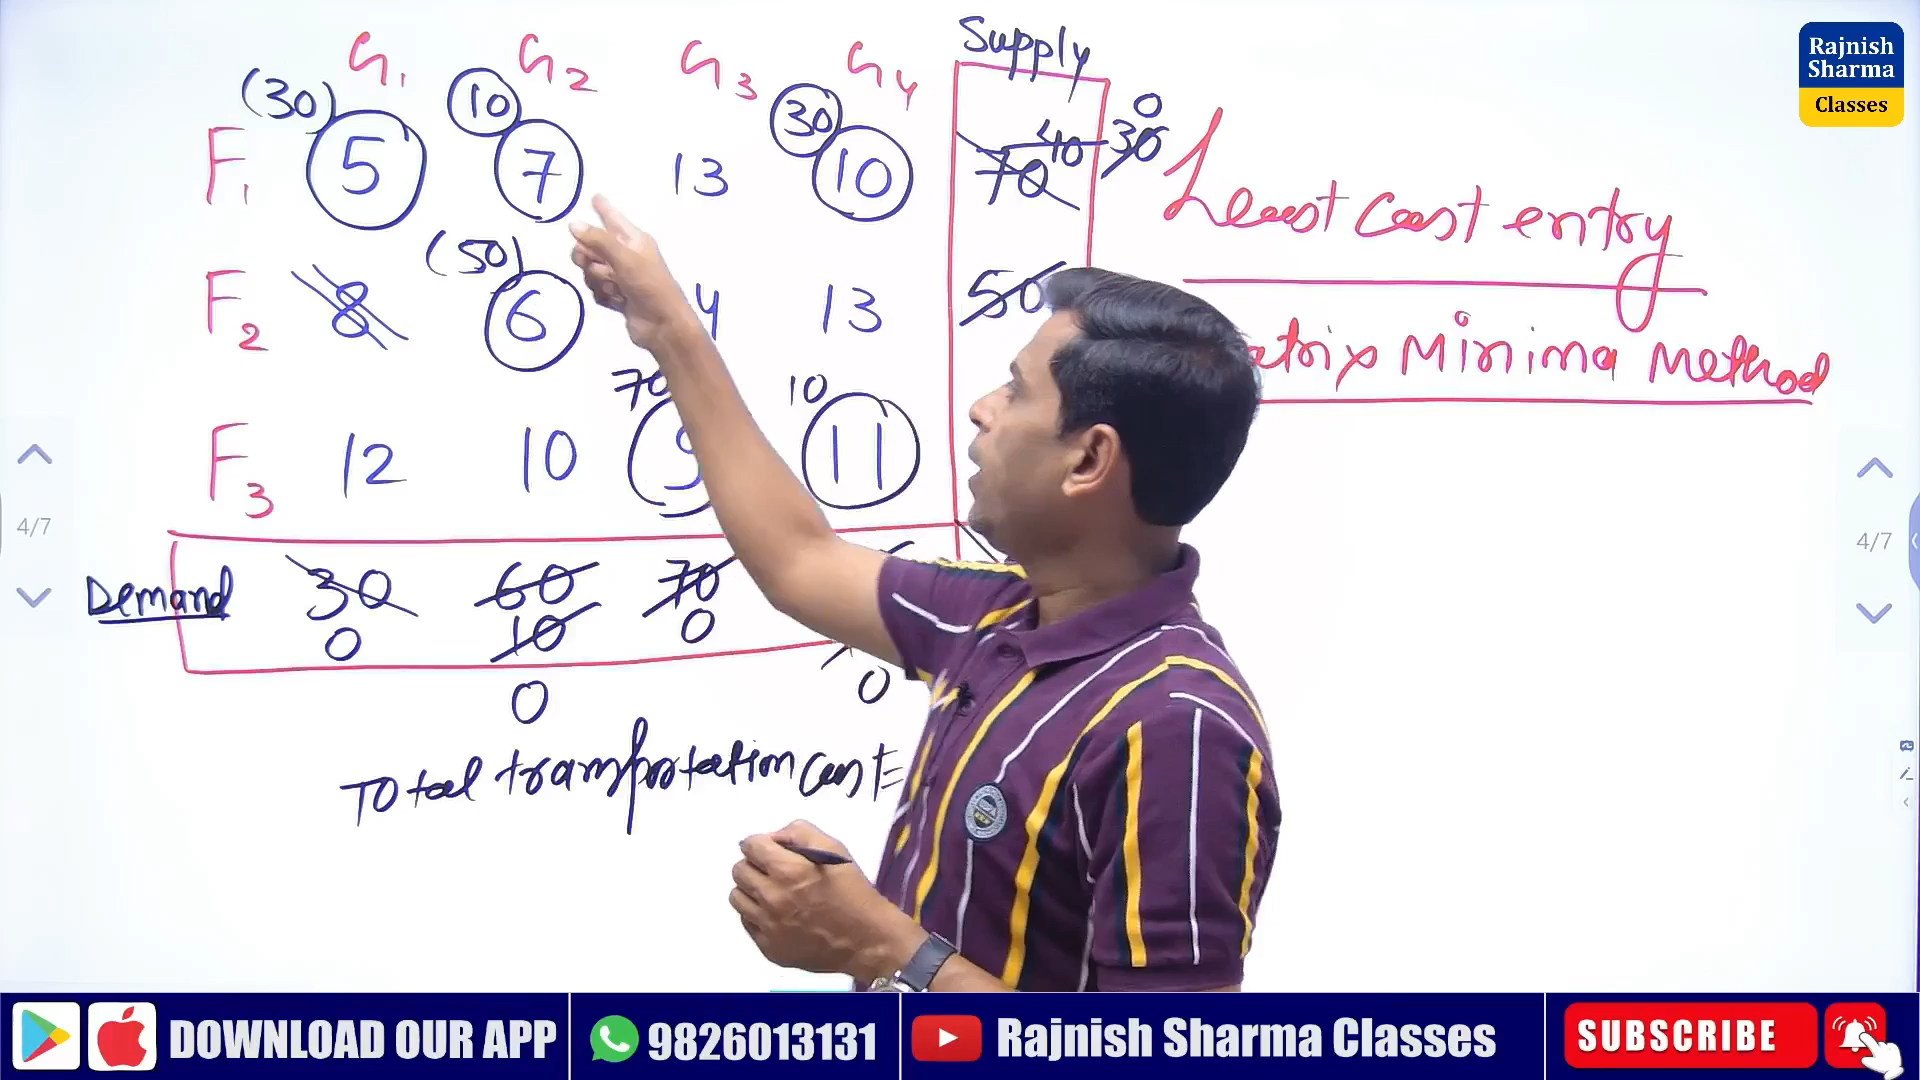 Supply
G1 G2 G3 G4
(30) 10 30 0
F1 5 7 13 10 70 40 30
Least Cost entry
(50)
F2 8 6 4 13 50
atrix Minima Method
70 10
F3 12 10 9 11
Demand 30 60 70
0 10 0
0 0
Total transportation cost =
Rajnish
Sharma
Classes
4/7
4/7
DOWNLOAD OUR APP 9826013131 Rajnish Sharma Classes SUBSCRIBE